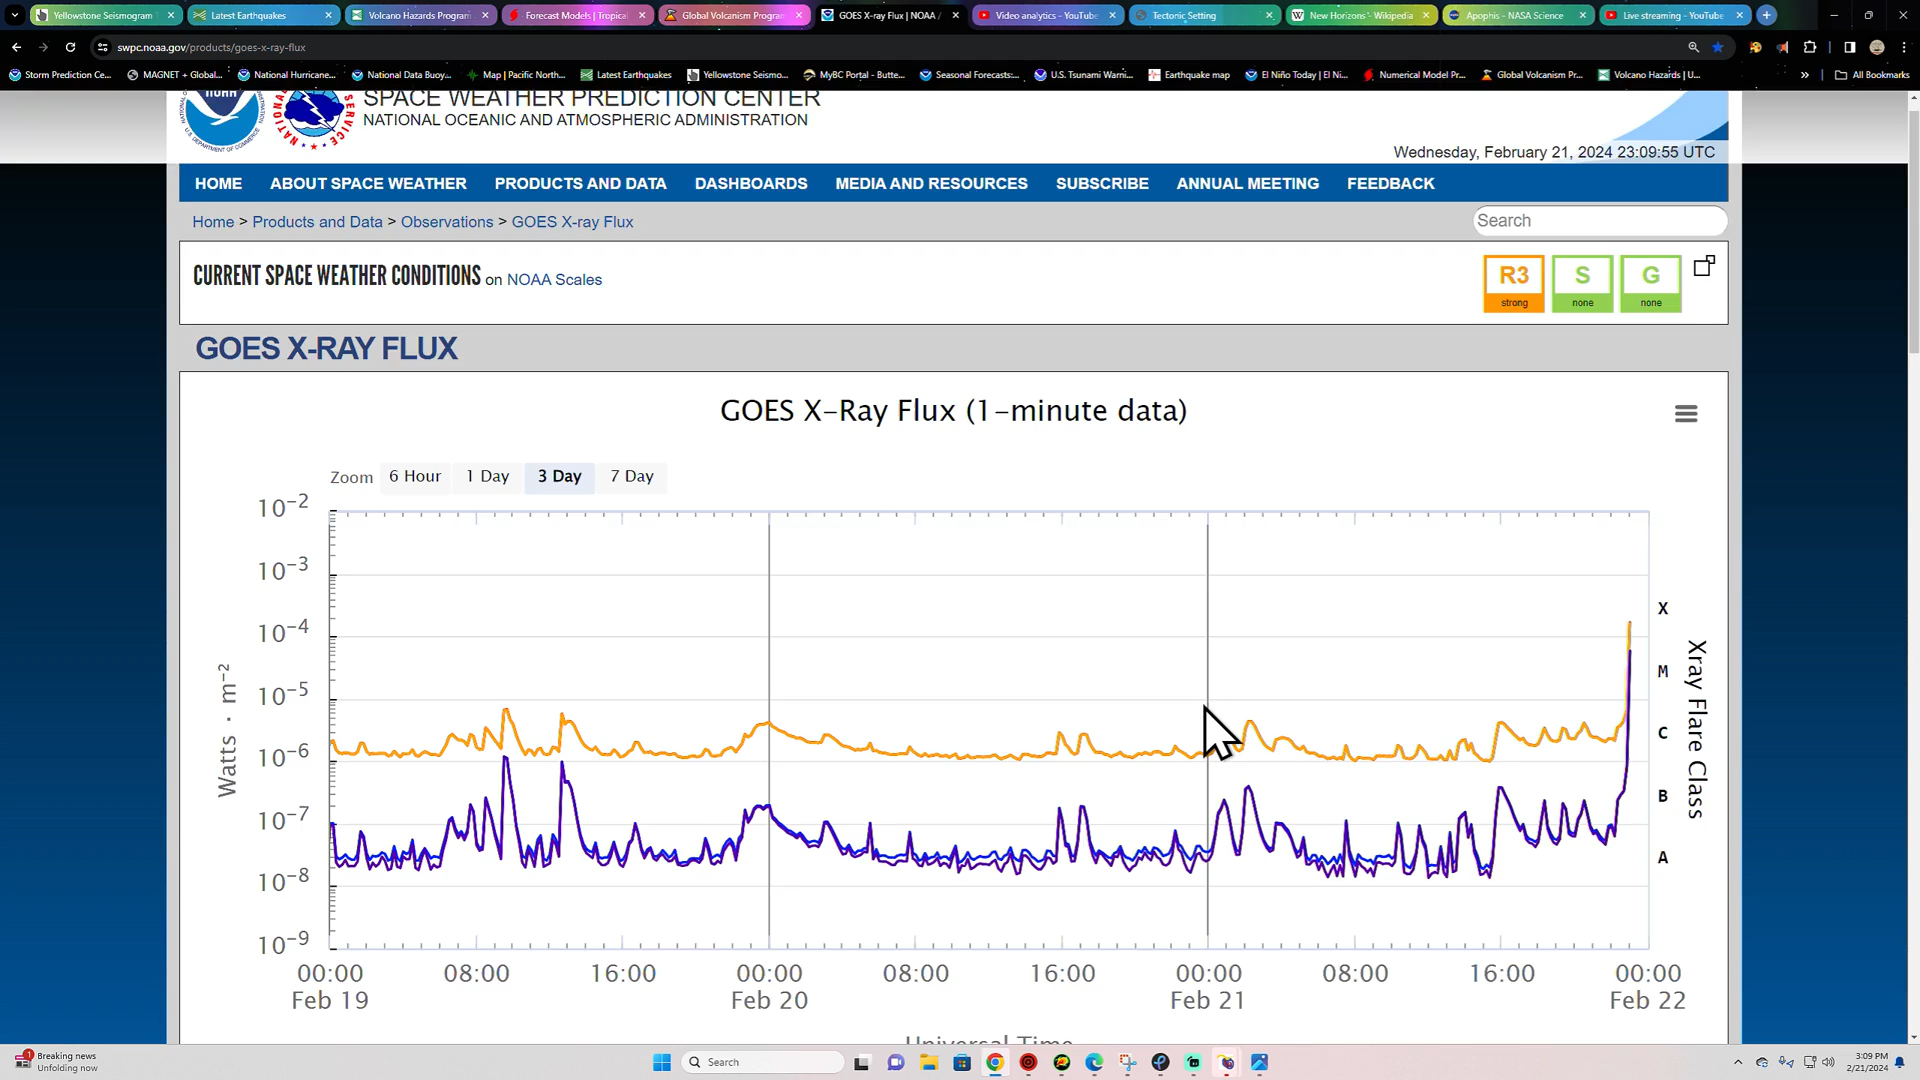 Yellowstone Seismogram
Latest Earthquakes
Volcano Hazards Program
Forecast Models | Tropical
Global Volcanism Program
GOES X-ray Flux | NOAA /
Video analytics - YouTube
Tectonic Setting
New Horizons - Wikipedia
Apophis - NASA Science
Live streaming - YouTube
swpc.noaa.gov/products/goes-x-ray-flux
Storm Prediction Ce...
MAGNET + Global...
National Hurricane...
National Data Buoy...
Map | Pacific North...
Latest Earthquakes
Yellowstone Seismo...
MyBC Portal - Butte...
Seasonal Forecasts:...
U.S. Tsunami Warni...
Earthquake map
El Niño Today | El Ni...
Numerical Model Pr...
Global Volcanism Pr...
Volcano Hazards | U...
All Bookmarks
SPACE WEATHER PREDICTION CENTER
NATIONAL OCEANIC AND ATMOSPHERIC ADMINISTRATION
Wednesday, February 21, 2024 23:09:55 UTC
HOME ABOUT SPACE WEATHER PRODUCTS AND DATA DASHBOARDS MEDIA AND RESOURCES SUBSCRIBE ANNUAL MEETING FEEDBACK
Home > Products and Data > Observations > GOES X-ray Flux
Search
CURRENT SPACE WEATHER CONDITIONS on NOAA Scales
R3
strong
S
none
G
none
GOES X-RAY FLUX
GOES X-Ray Flux (1-minute data)
Zoom 6 Hour 1 Day 3 Day 7 Day
10⁻²
10⁻³
10⁻⁴
10⁻⁵
10⁻⁶
10⁻⁷
10⁻⁸
10⁻⁹
Watts · m⁻²
X
M
C
B
A
Xray Flare Class
00:00 08:00 16:00 00:00 08:00 16:00 00:00 08:00 16:00 00:00
Feb 19 Feb 20 Feb 21 Feb 22
Universal Time
1
Breaking news
Unfolding now
Search
3:09 PM
2/21/2024